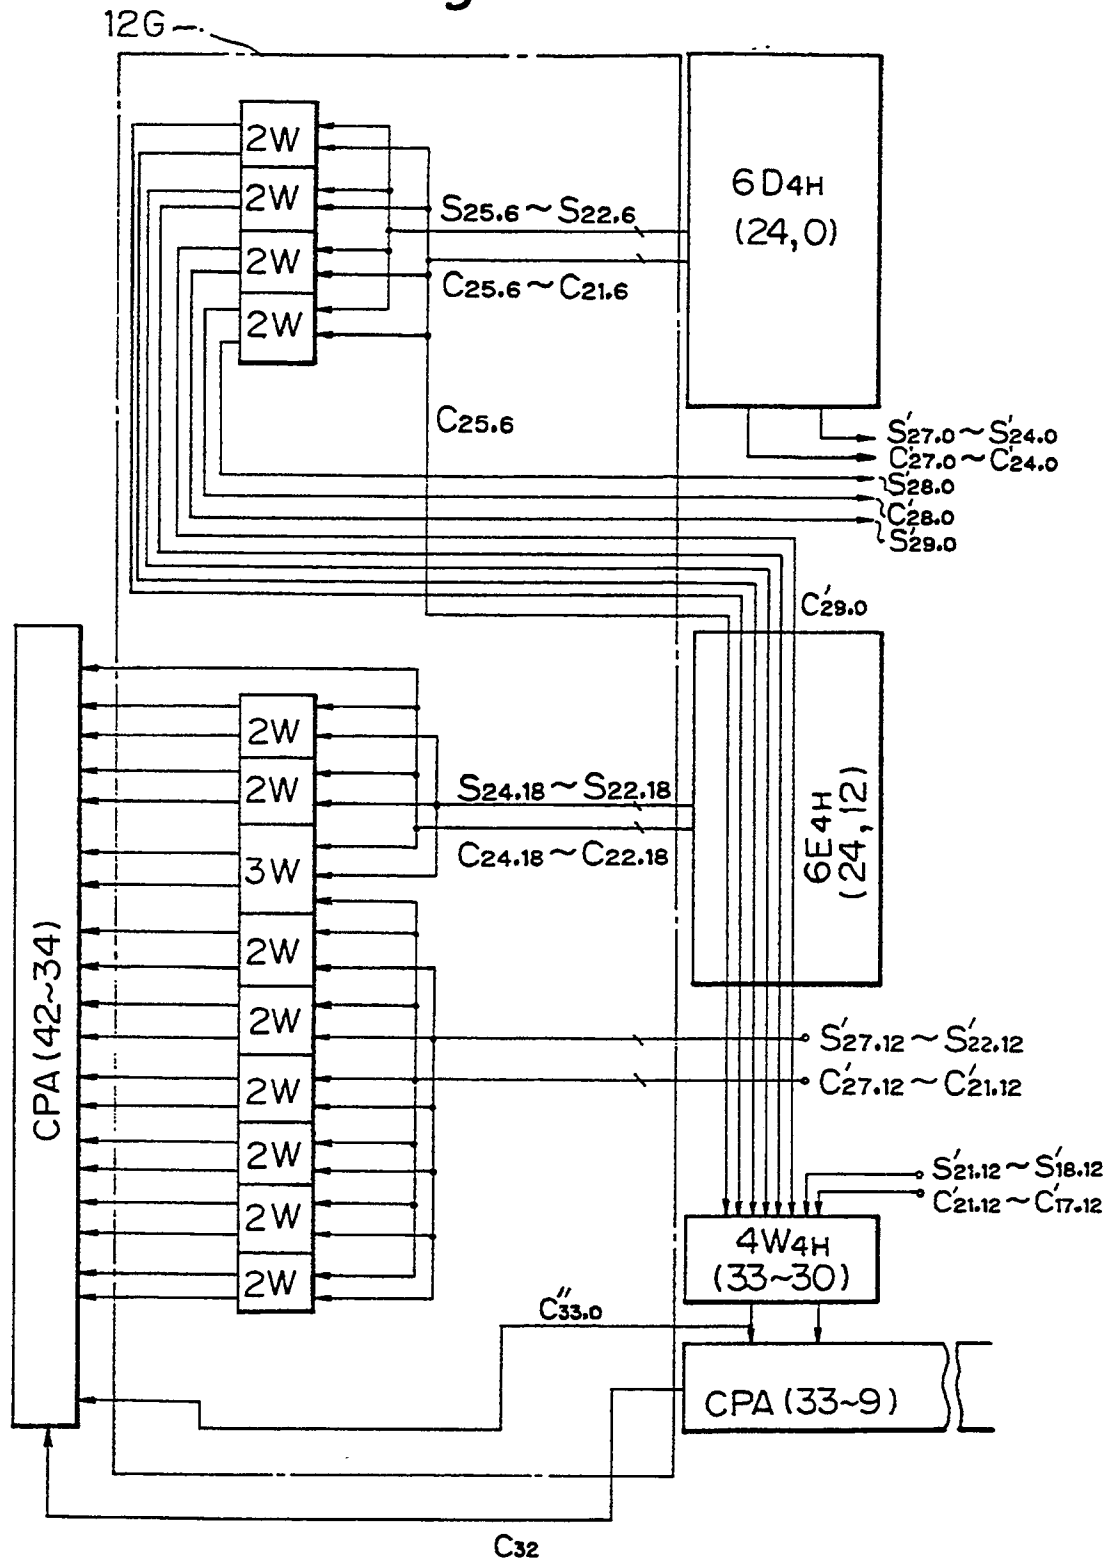 12G
2W
2W
2W
2W
S25.6~S22.6
C25.6~C21.6
C25.6
6D4H
(24,0)
S'27.0~S'24.0
C'27.0~C'24.0
S'28.0
C'28.0
S'29.0
C'29.0
CPA (42~34)
2W
2W
3W
2W
2W
2W
2W
2W
2W
S24.18~S22.18
C24.18~C22.18
6E4H
(24,12)
S'27.12~S'22.12
C'27.12~C'21.12
S'21.12~S'18.12
C'21.12~C'17.12
4W4H
(33~30)
C"33.0
CPA (33~9)
C32